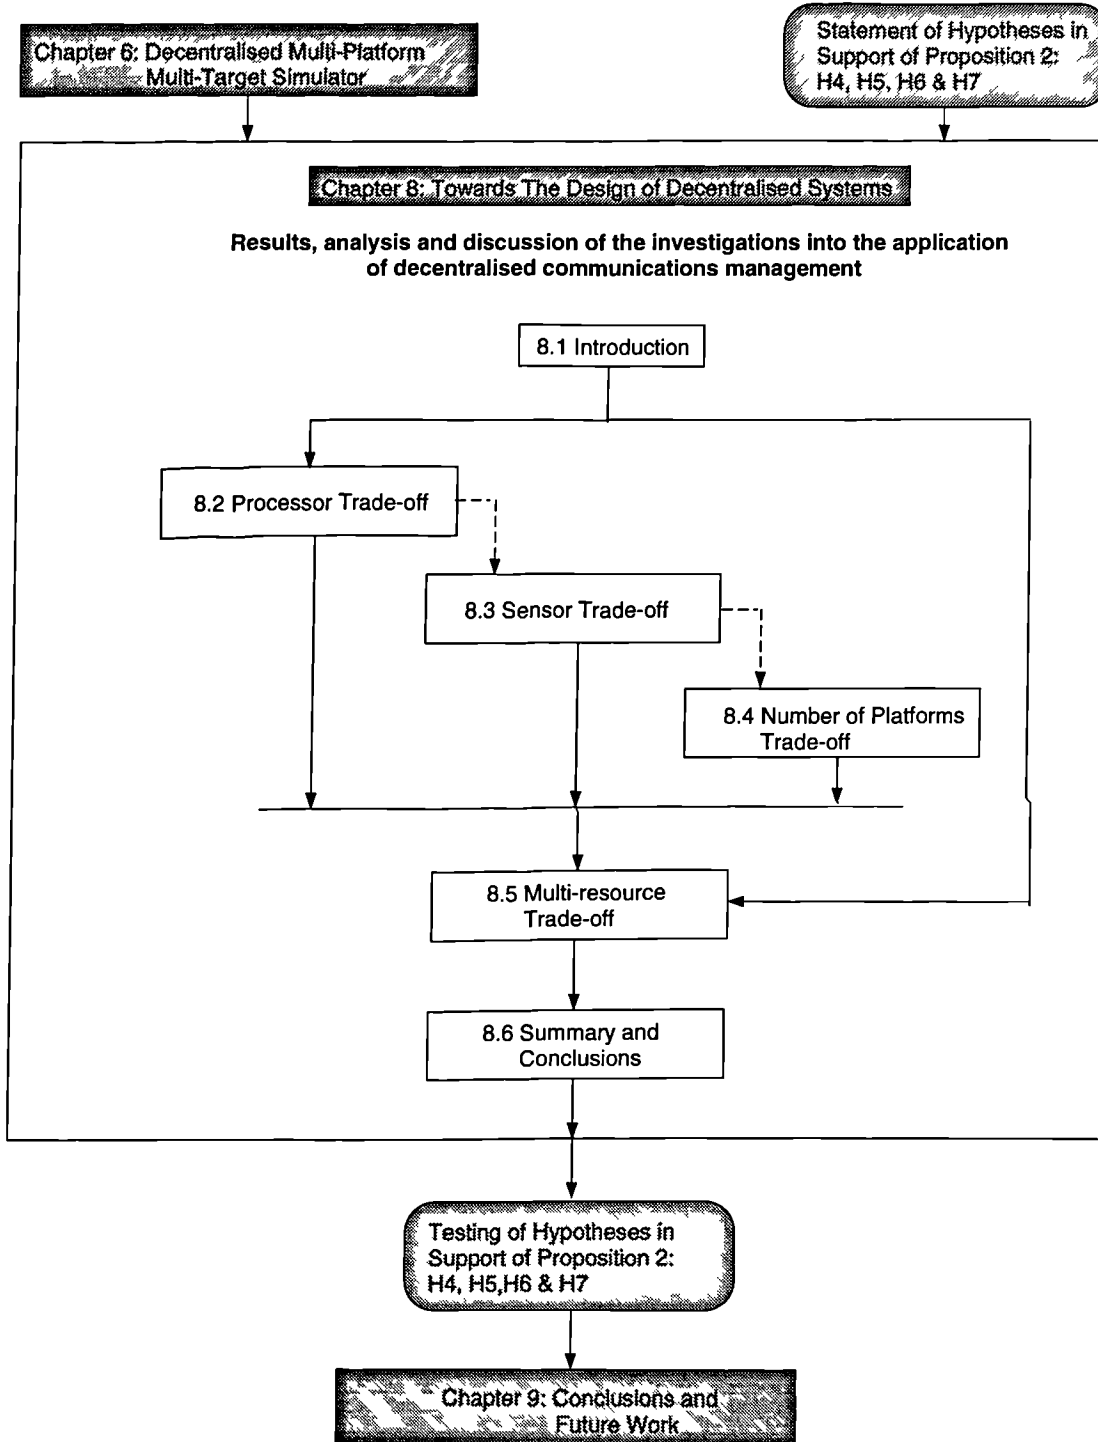 Chapter 6: Decentralised Multi-Platform
Multi-Target Simulator
Statement of Hypotheses in
Support of Proposition 2:
H4, H5, H6 & H7
Chapter 8: Towards The Design of Decentralised Systems
Results, analysis and discussion of the investigations into the application
of decentralised communications management
8.1 Introduction
8.2 Processor Trade-off
8.3 Sensor Trade-off
8.4 Number of Platforms
Trade-off
8.5 Multi-resource
Trade-off
8.6 Summary and
Conclusions
Testing of Hypotheses in
Support of Proposition 2:
H4, H5,H6 & H7
Chapter 9: Conclusions and
Future Work